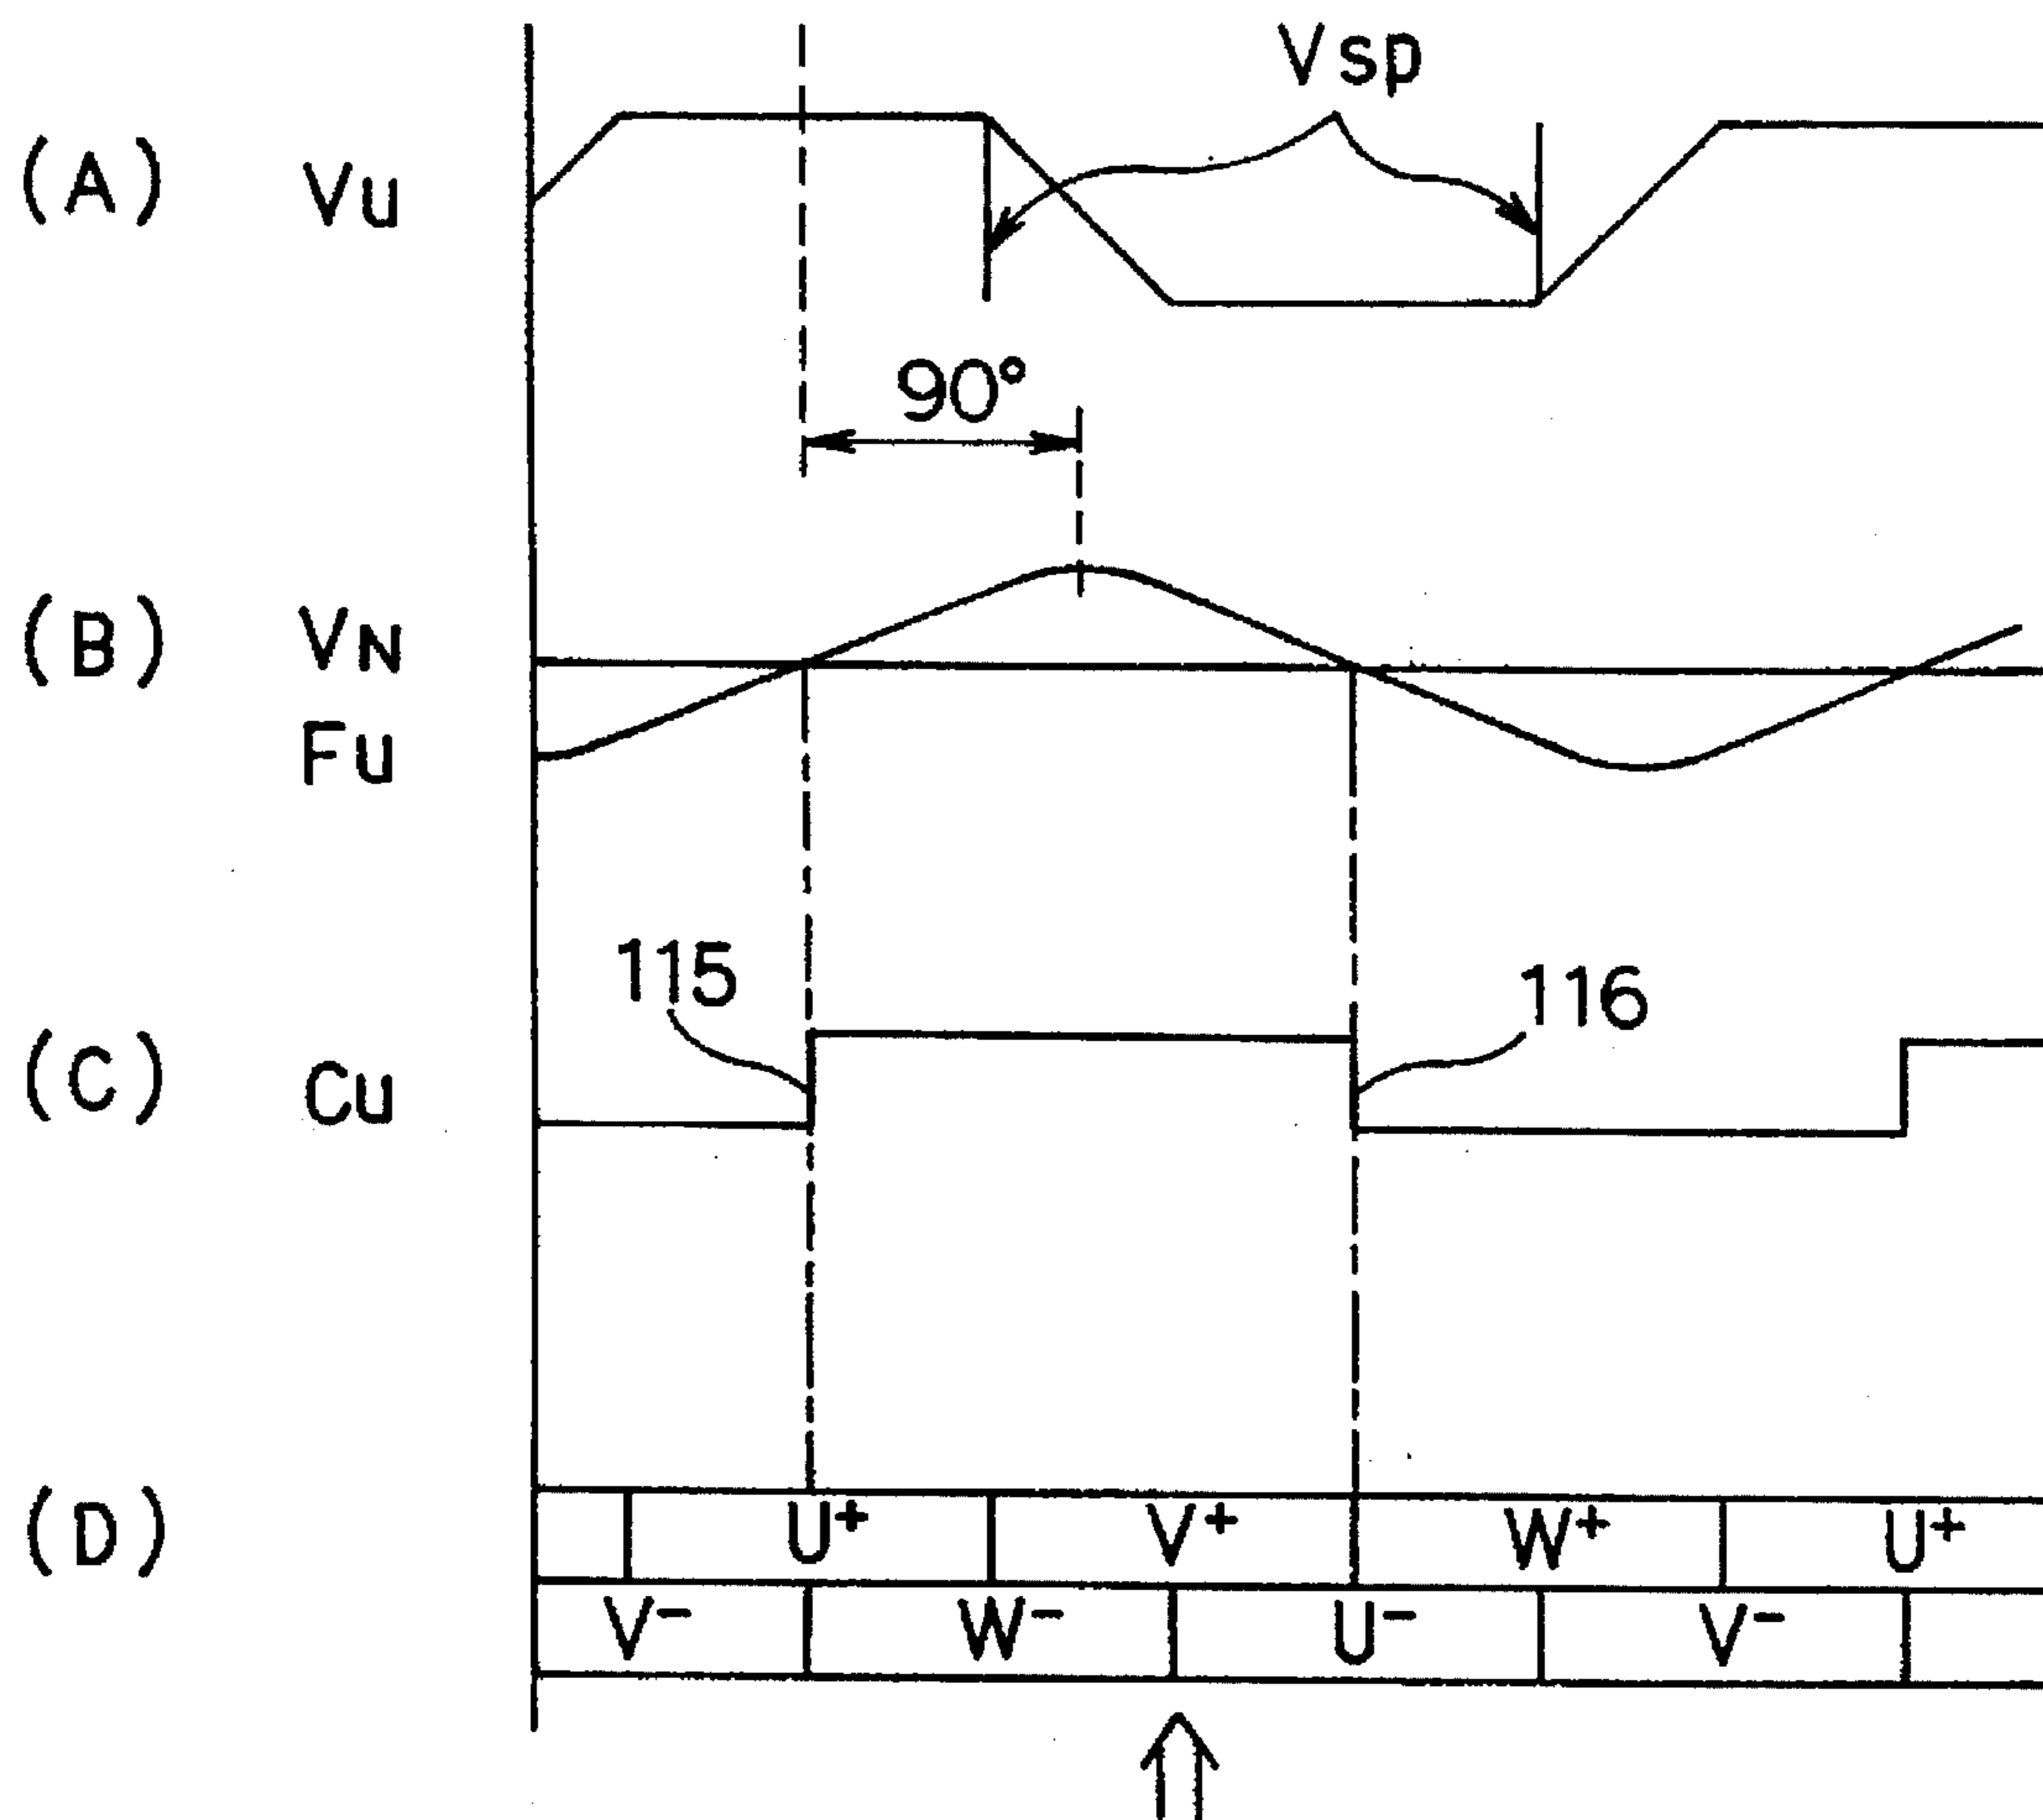 Vsp
(A) Vu
90°
(B) VN
Fu
115
116
(C) Cu
(D)
U+ V+ W+ U+
V- W- U- V-